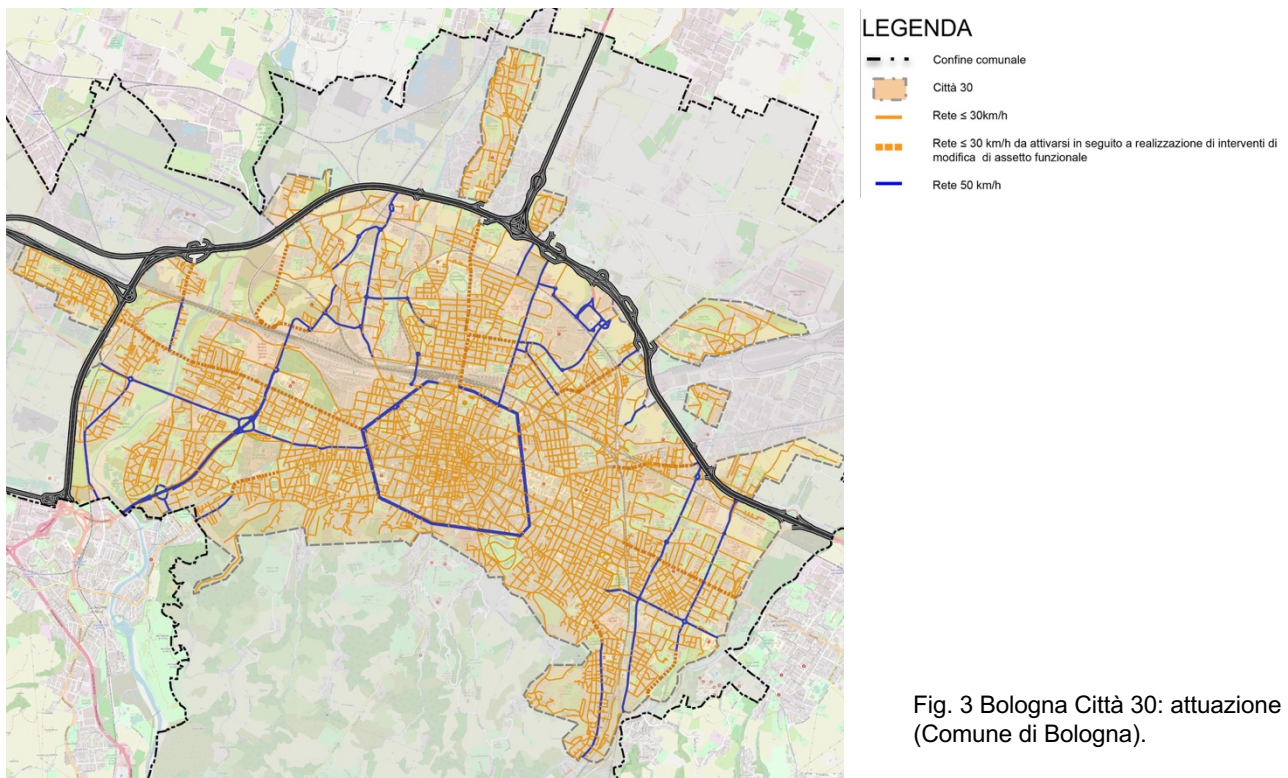 LEGENDA
Confine comunale
Città 30
Rete ≤ 30km/h
Rete ≤ 30 km/h da attivarsi in seguito a realizzazione di interventi di
modifica di assetto funzionale
Rete 50 km/h
Fig. 3 Bologna Città 30: attuazione
(Comune di Bologna).